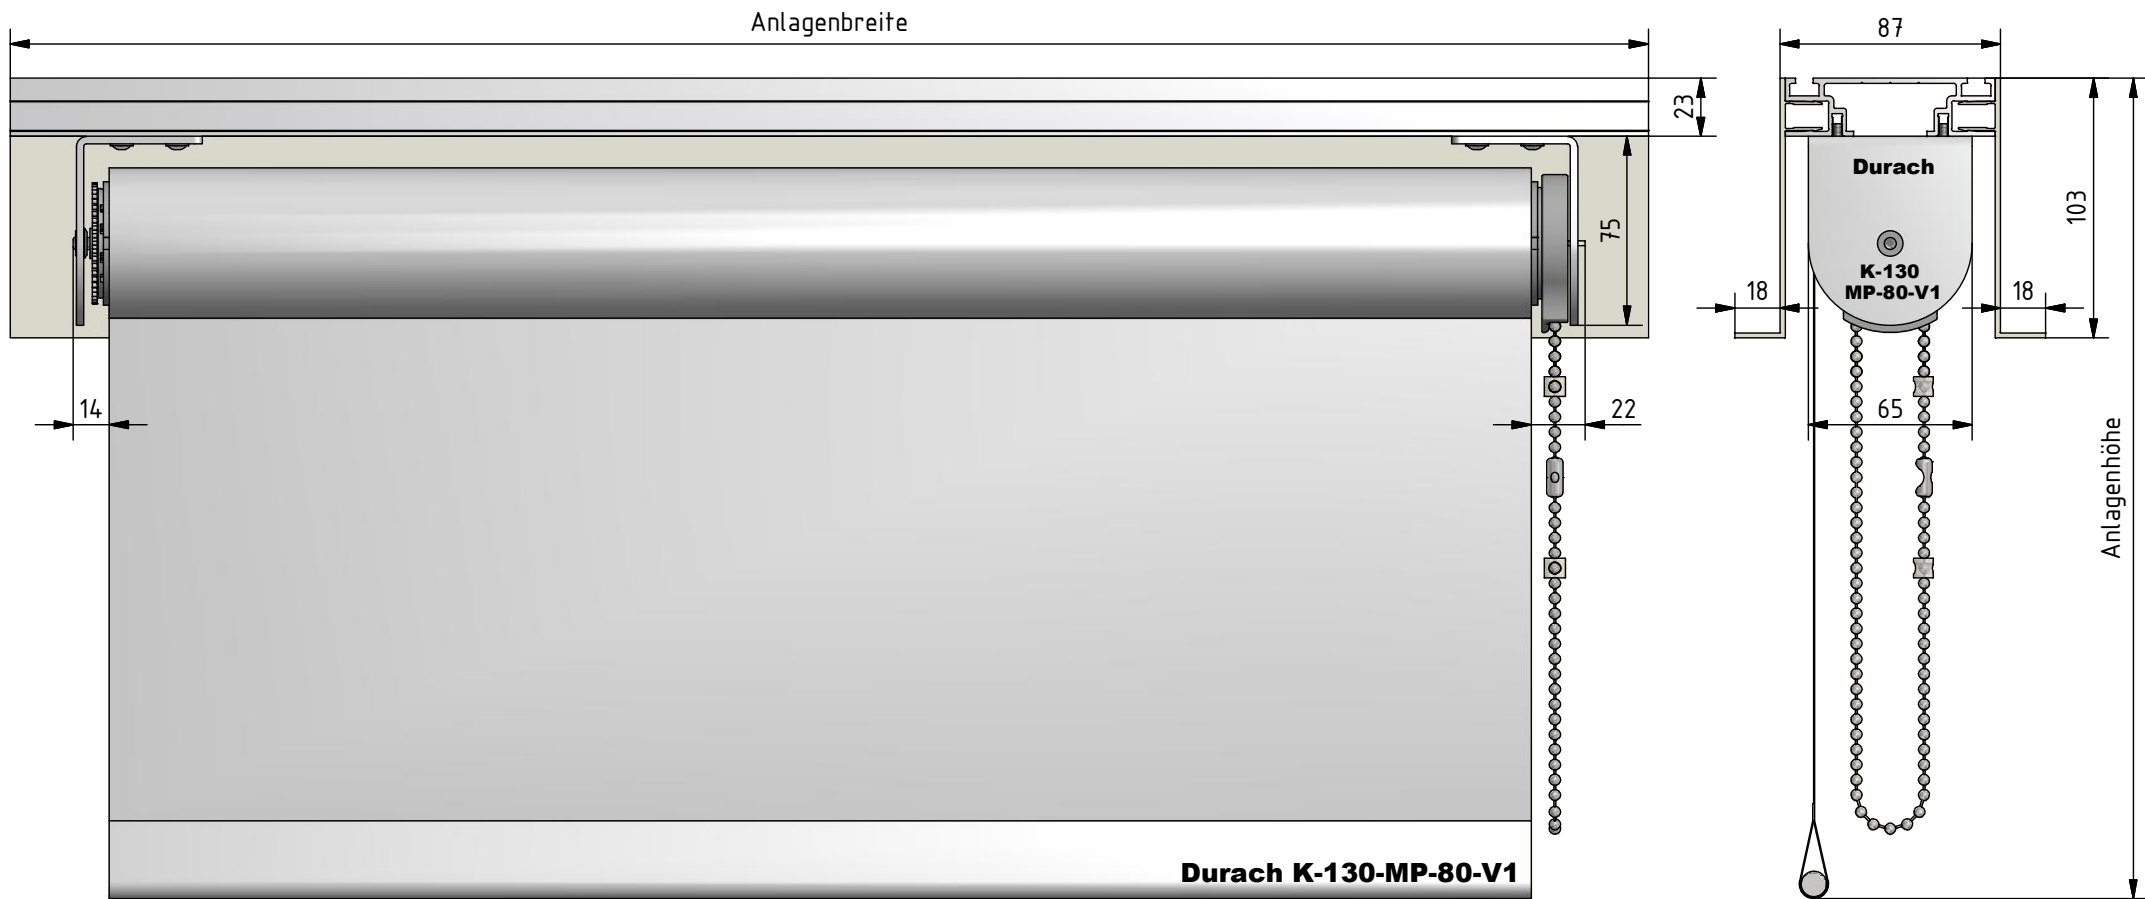 Anlagenbreite
87
23
Durach
103
75
K-130
MP-80-V1
18
18
14
22
65
Anlagenhöhe
Durach K-130-MP-80-V1